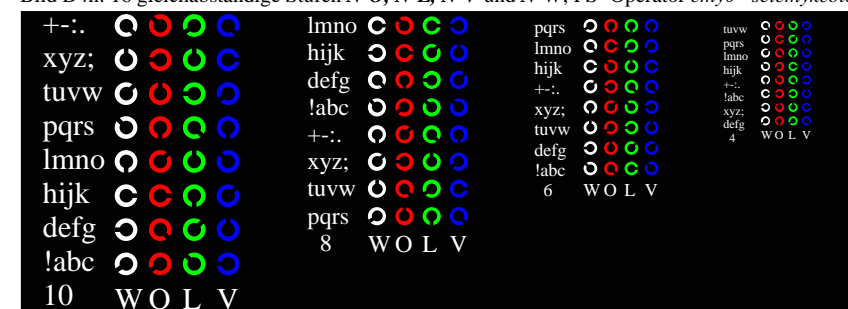 +-:.
xyz;
tuvw
pqrs
lmno
hijk
defg
!abc
10 W O L V
lmno
hijk
defg
!abc
+-:.
xyz;
tuvw
pqrs
8 W O L V
pqrs
lmno
hijk
+-:.
xyz;
tuvw
defg
!abc
6 W O L V
tuvw
pqrs
lmno
hijk
+-:.
!abc
xyz;
defg
4 W O L V